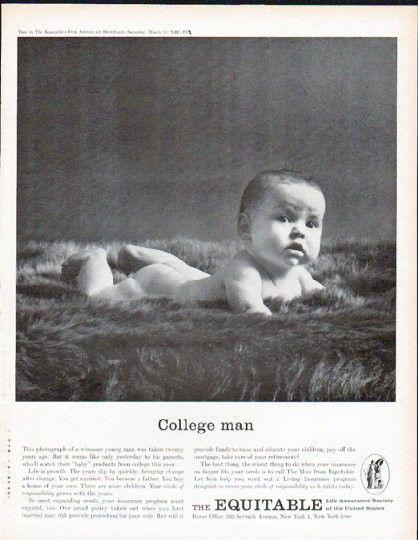 Tune in The Equitable's OUR AMERICAN HERITAGE Saturday, March 11 NBC-TV
College man
This photograph of a winsome young man was taken twenty
years ago. But it seems like only yesterday to his parents,
who'll watch their "baby" graduate from college this year.
Life is growth. The years slip by quickly, bringing change
after change. You get married. You become a father. You buy
a home of your own. There are more children. Your circle of
responsibility grows with the years.
To meet expanding needs, your insurance program must
expand, too. One small policy taken out when you first
married may still provide protection for your wife. But will it
provide funds to raise and educate your children, pay off the
mortgage, take care of your retirement?
The best thing, the wisest thing to do when your insurance
no longer fits your needs is to call The Man from Equitable.
Let him help you work out a Living Insurance program
designed to cover your circle of responsibility as it exists today.
THE EQUITABLE Life Assurance Society
of the United States
Home Office: 393 Seventh Avenue, New York 1, New York